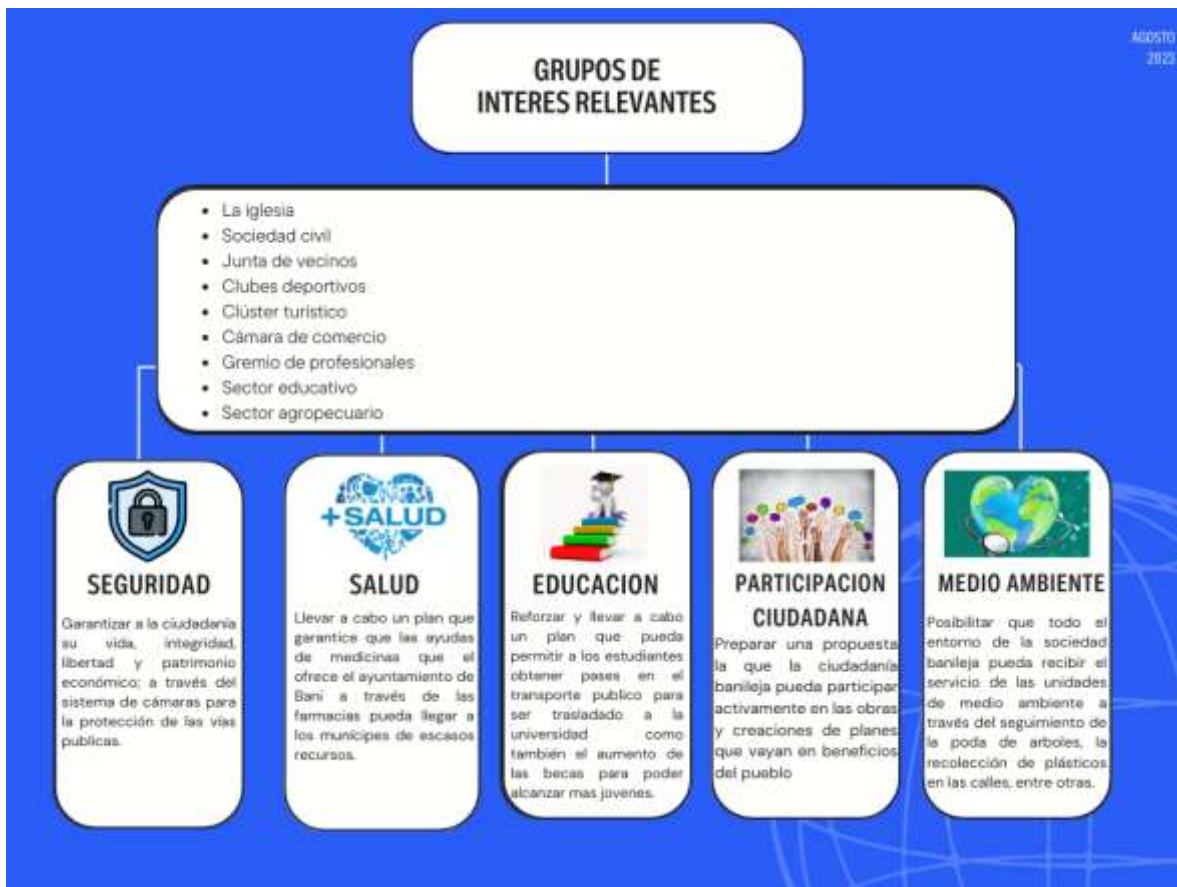 AGOSTO
2023
GRUPOS DE
INTERES RELEVANTES
La iglesia
Sociedad civil
Junta de vecinos
Clubes deportivos
Clúster turístico
Cámara de comercio
Gremio de profesionales
Sector educativo
Sector agropecuario
SEGURIDAD
Garantizar a la ciudadanía
su vida, integridad,
libertad y patrimonio
económico; a través del
sistema de cámaras para
la protección de las vías
publicas.
+SALUD
SALUD
Llevar a cabo un plan que
garantice que las ayudas
de medicinas que el
ofrece el ayuntamiento de
Baní a través de las
farmacias pueda llegar a
los munícipes de escasos
recursos.
EDUCACION
Reforzar y llevar a cabo
un plan que pueda
permitir a los estudiantes
obtener pases en el
transporte publico para
ser trasladado a la
universidad como
también el aumento de
las becas para poder
alcanzar mas jovenes.
PARTICIPACION
CIUDADANA
Preparar una propuesta
la que la ciudadanía
banileja pueda participar
activamente en las obras
y creaciones de planes
que vayan en beneficios
del pueblo
MEDIO AMBIENTE
Posibilitar que todo el
entorno de la sociedad
banileja pueda recibir el
servicio de las unidades
de medio ambiente a
través del seguimiento de
la poda de arboles, la
recolección de plásticos
en las calles, entre otras.